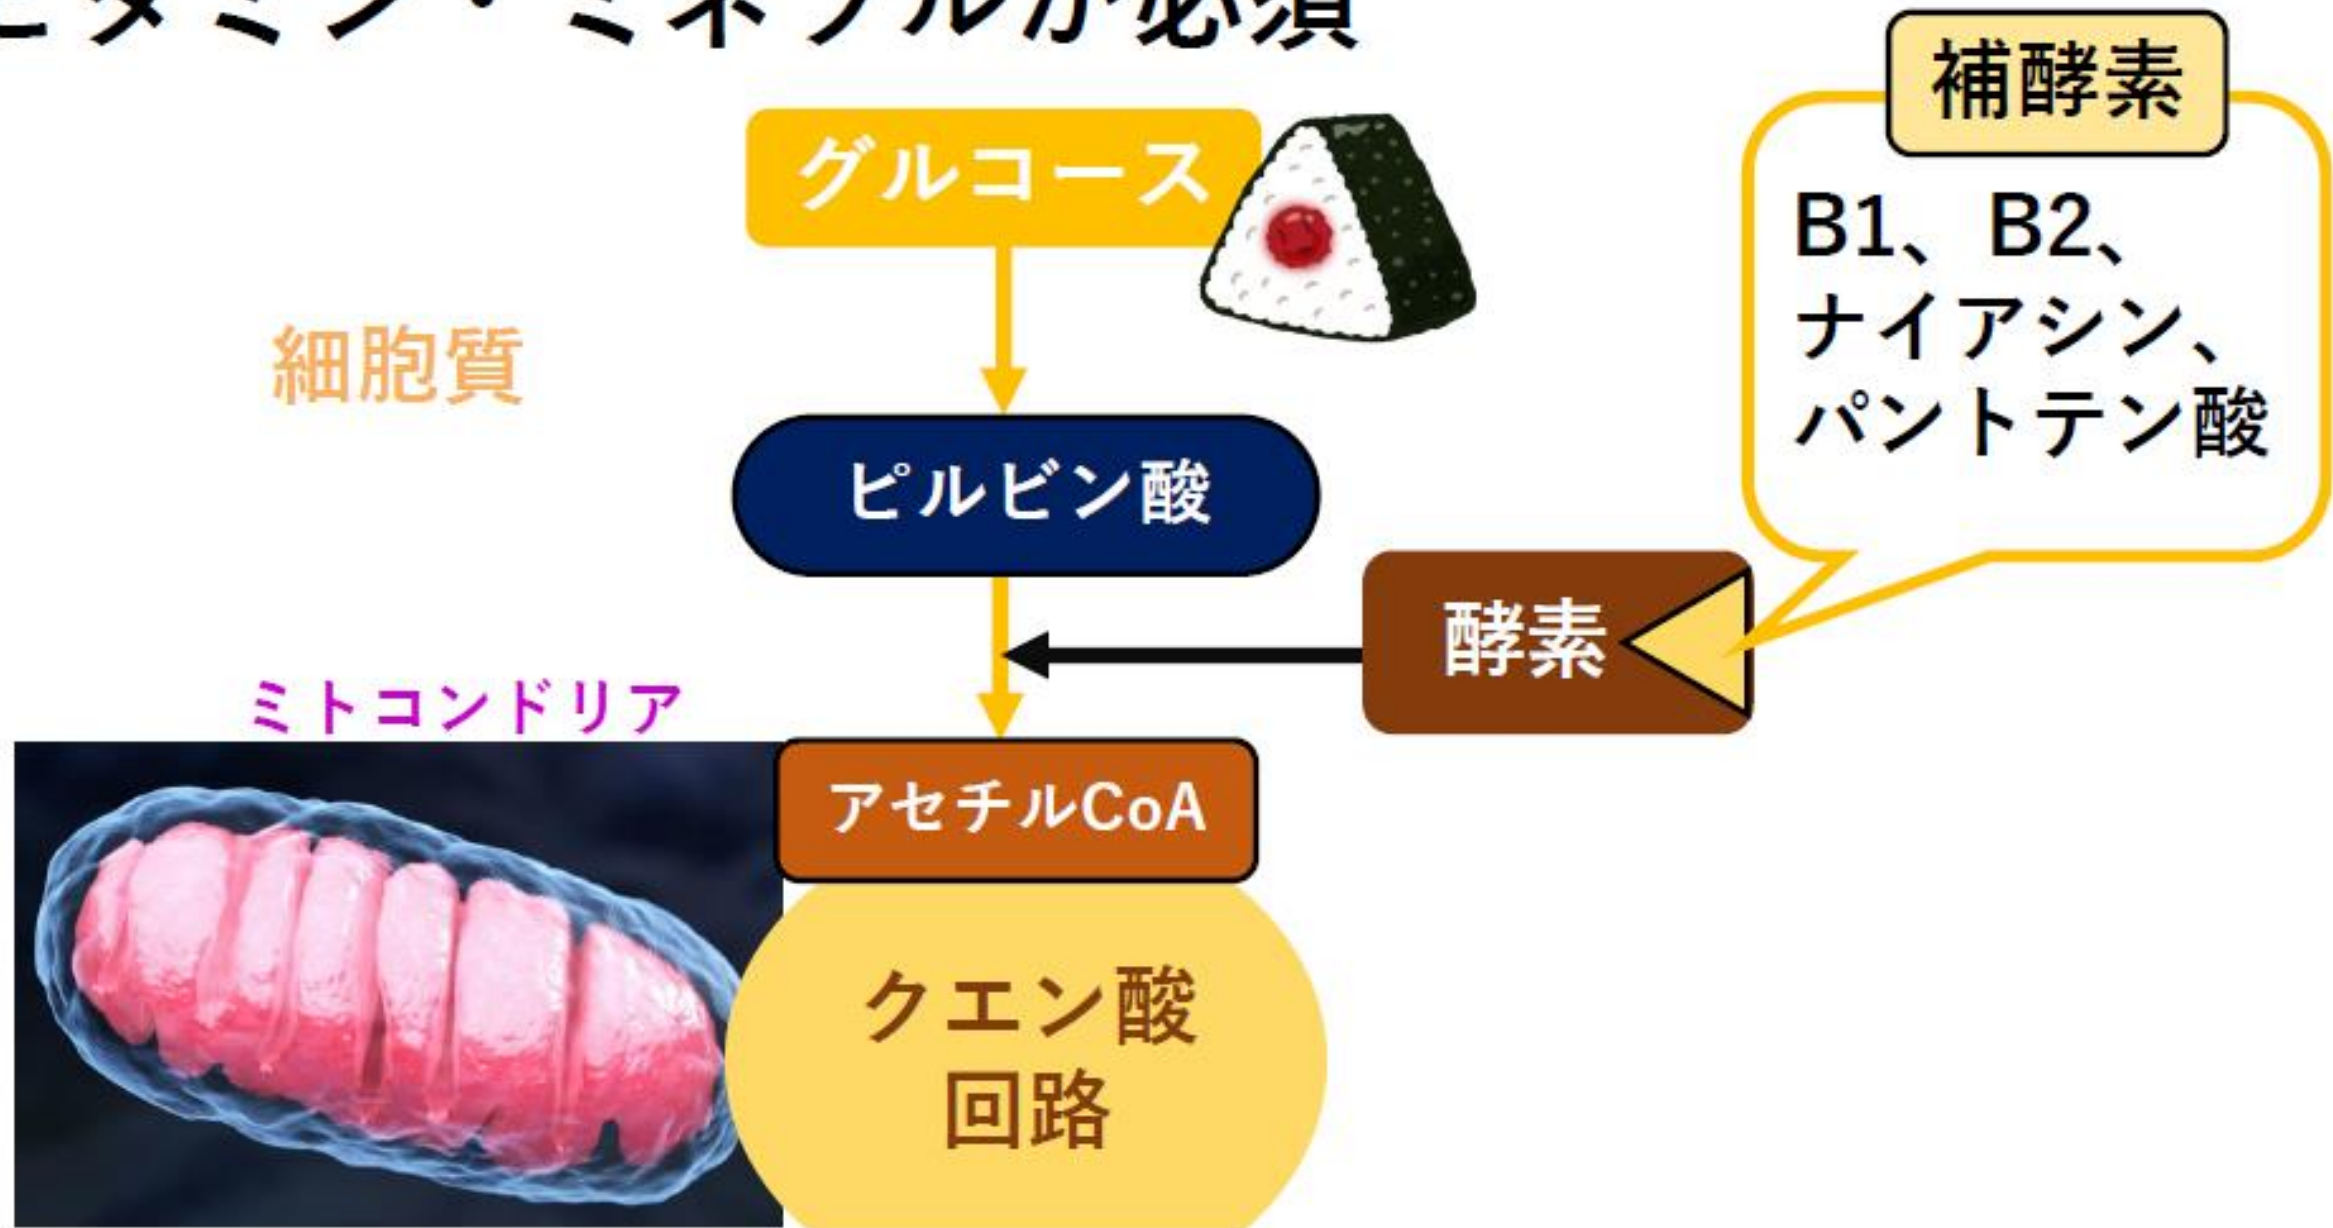 ビタミン・ミネラルが必須
補酵素
グルコース
B1、B2、
ナイアシン、
パントテン酸
細胞質
ピルビン酸
酵素
ミトコンドリア
アセチルCoA
クエン酸
回路